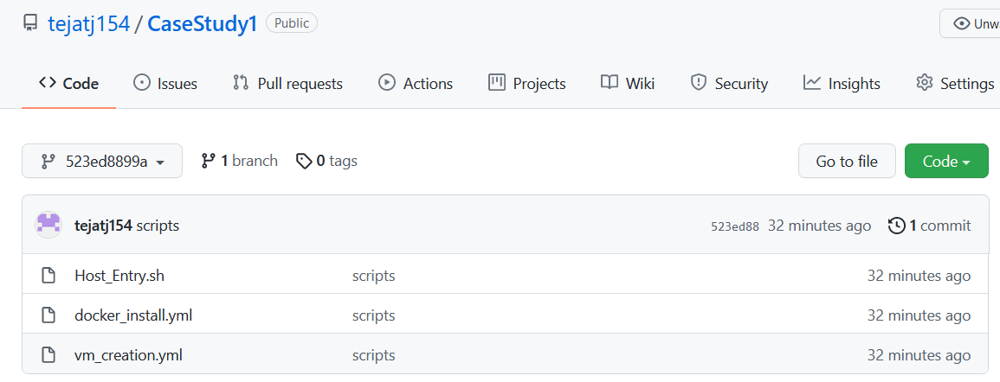 tejatj154 / CaseStudy1 Public Unwa
Code Issues Pull requests Actions Projects Wiki Security Insights Settings
523ed8899a 1 branch 0 tags Go to file Code
tejatj154 scripts 523ed88 32 minutes ago 1 commit
Host_Entry.sh scripts 32 minutes ago
docker_install.yml scripts 32 minutes ago
vm_creation.yml scripts 32 minutes ago